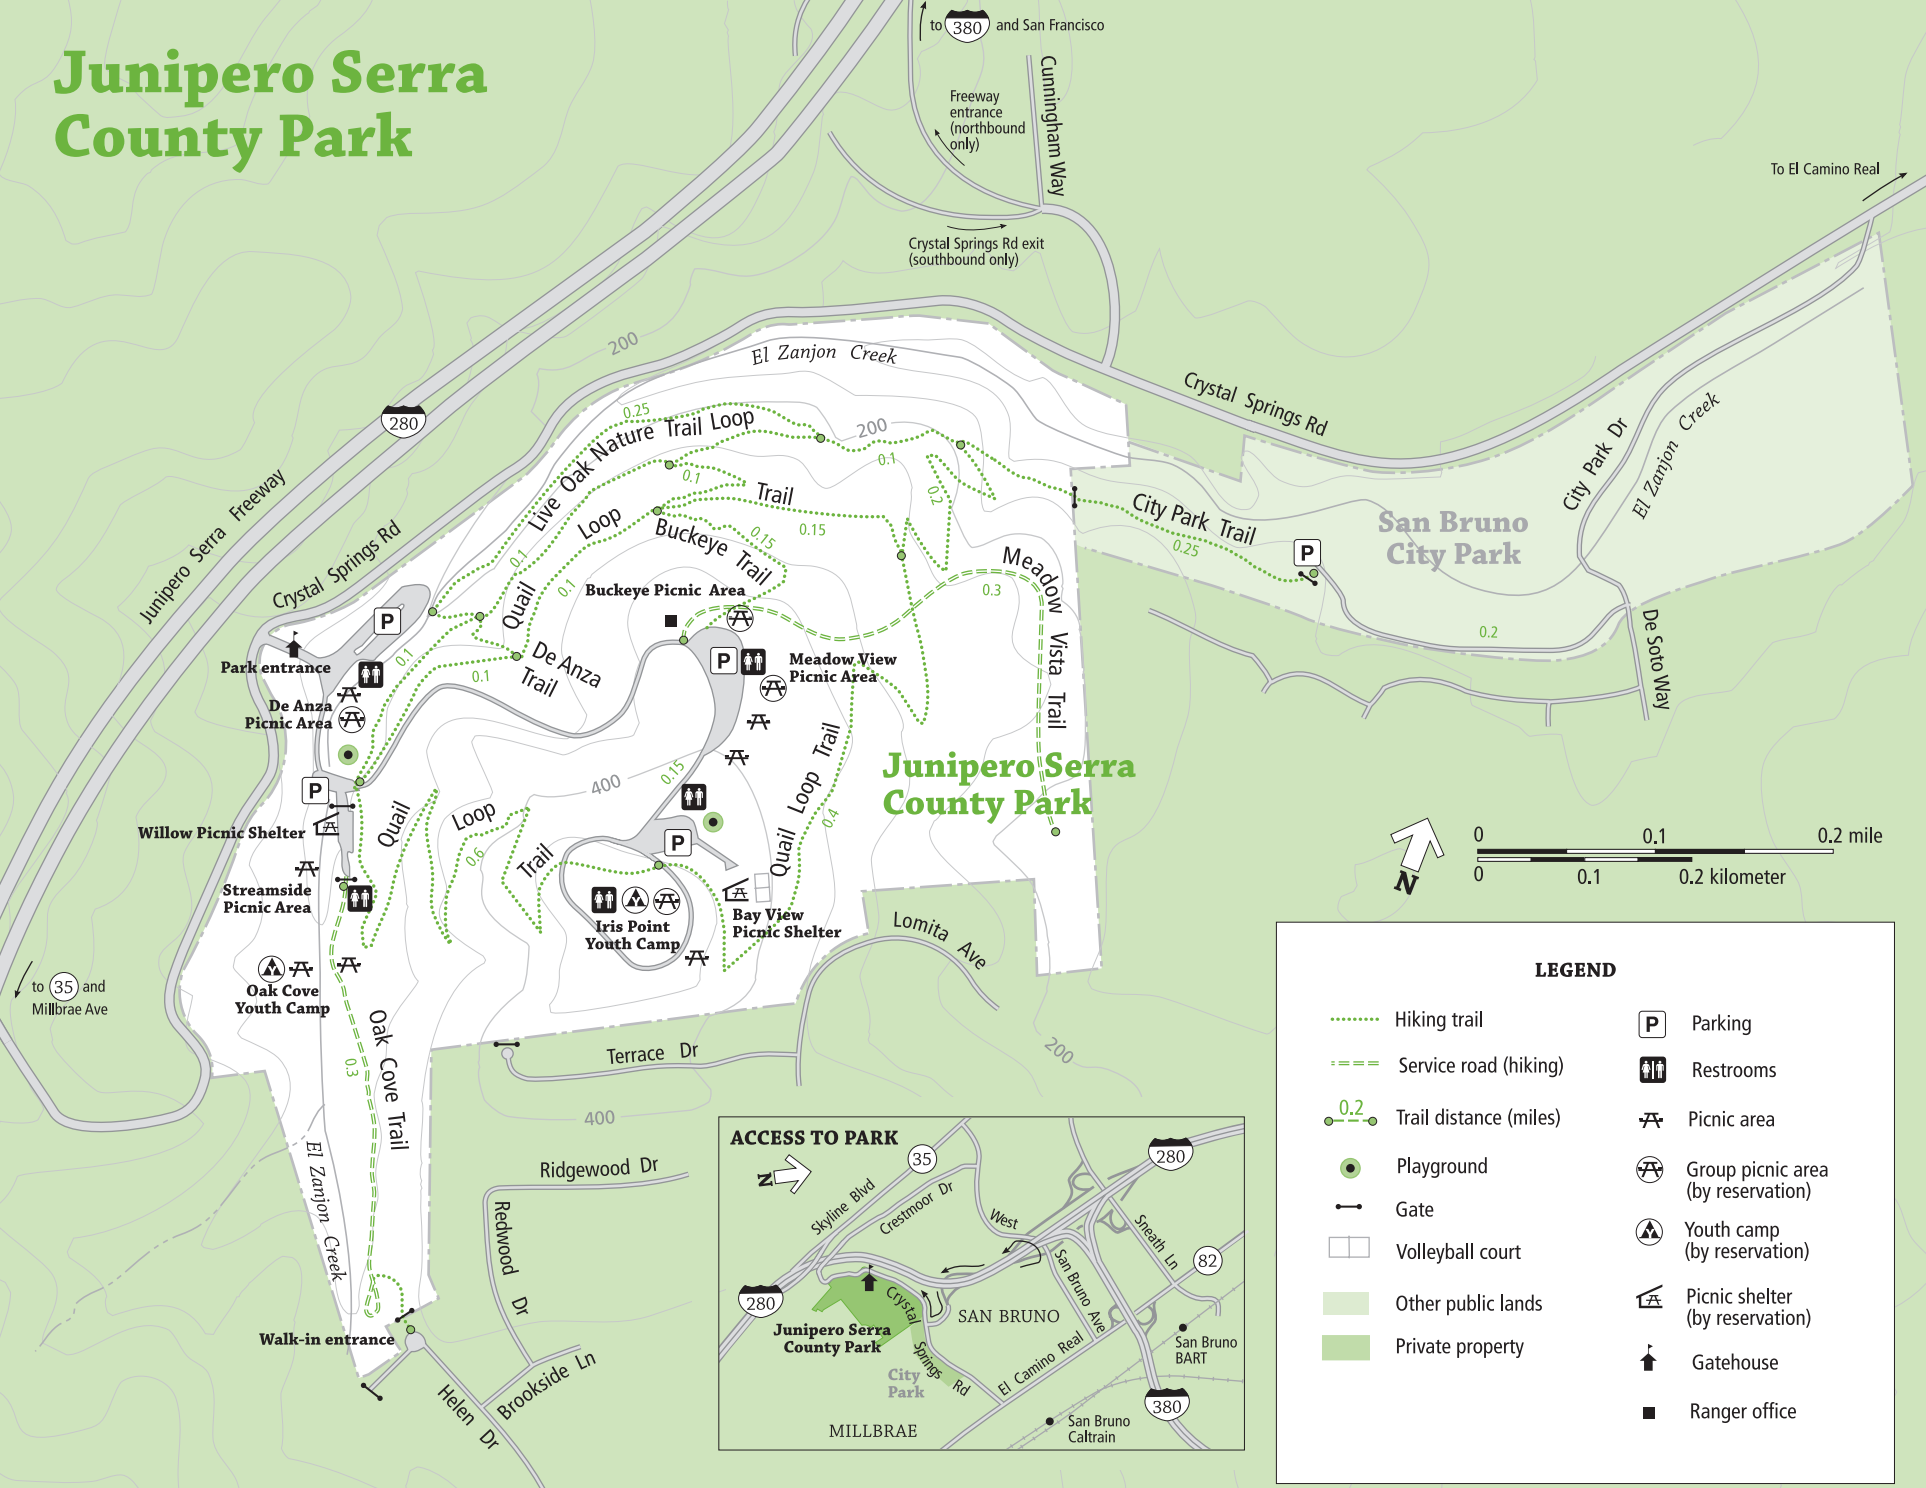 Junipero Serra
County Park
to 380 and San Francisco
Cunningham Way
Freeway
entrance
(northbound
only)
To El Camino Real
Crystal Springs Rd exit
(southbound only)
200
El Zanjon Creek
280
Crystal Springs Rd
Junipero Serra Freeway
Crystal Springs Rd
0.25
Live Oak Nature Trail Loop
200
0.1
0.1
0.2
Trail
0.15
Loop
Buckeye Trail
0.15
0.1
0.1
Quail
Meadow Vista Trail
0.3
City Park Trail
0.25
P
San Bruno
City Park
City Park Dr
El Zanjon Creek
De Soto Way
0.2
Buckeye Picnic Area
P
Park entrance
0.1
0.1
De Anza
Trail
P
Meadow View
Picnic Area
De Anza
Picnic Area
P
400
0.15
Quail Loop Trail
0.4
Junipero Serra
County Park
Willow Picnic Shelter
Quail
Loop
0.6
Trail
P
Streamside
Picnic Area
Iris Point
Youth Camp
Bay View
Picnic Shelter
Lomita Ave
to 35 and
Millbrae Ave
Oak Cove
Youth Camp
Oak Cove Trail
0.3
El Zanjon Creek
Terrace Dr
200
400
Ridgewood Dr
Redwood Dr
Walk-in entrance
Helen Dr
Brookside Ln
N
0 0.1 0.2 mile
0 0.1 0.2 kilometer
ACCESS TO PARK
N
35
280
Skyline Blvd
Crestmoor Dr
West
San Bruno Ave
Sneath Ln
82
280
Crystal Springs Rd
SAN BRUNO
Junipero Serra
County Park
City
Park
El Camino Real
San Bruno
BART
380
San Bruno
Caltrain
MILLBRAE
LEGEND
Hiking trail
Service road (hiking)
0.2
Trail distance (miles)
Playground
Gate
Volleyball court
Other public lands
Private property
P
Parking
Restrooms
Picnic area
Group picnic area
(by reservation)
Youth camp
(by reservation)
Picnic shelter
(by reservation)
Gatehouse
Ranger office